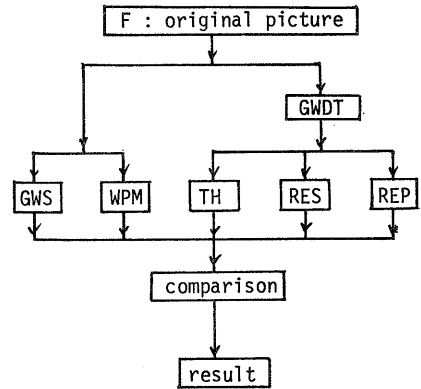 F : original picture
GWDT
GWS WPM TH RES REP
comparison
result